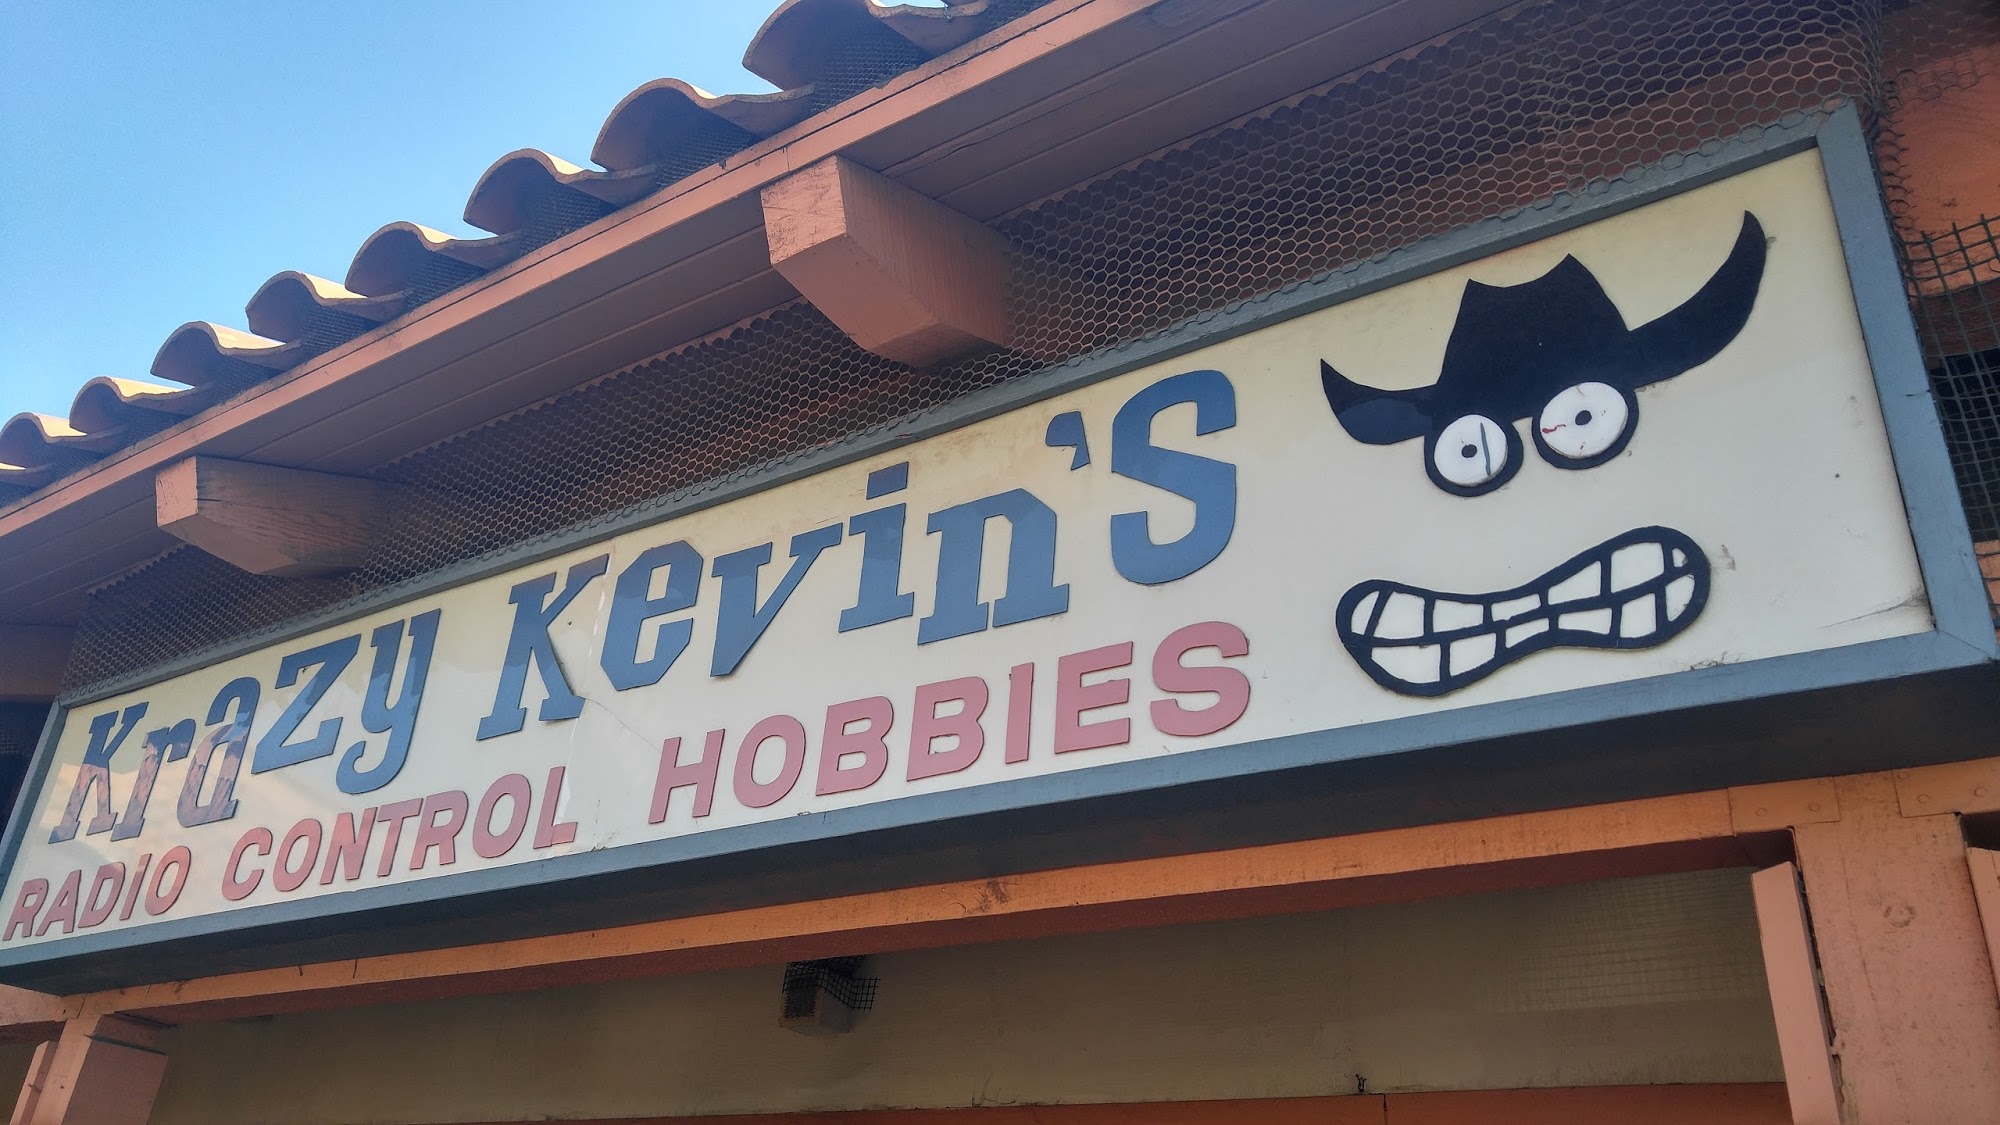 Krazy Kevin's
RADiO CONTROL HOBBIES